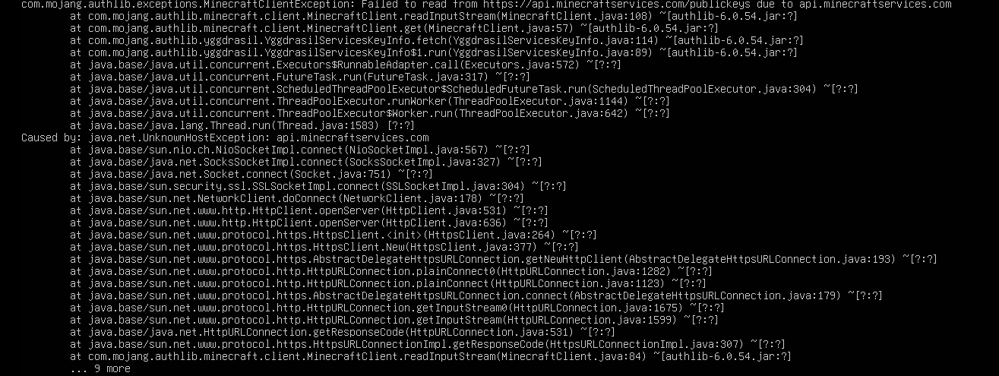 com.mojang.authlib.exceptions.MinecraftClientException: Failed to read from https://api.minecraftservices.com/publickeys due to api.minecraftservices.com
at com.mojang.authlib.minecraft.client.MinecraftClient.readInputStream(MinecraftClient.java:108) ~[authlib-6.0.54.jar:?]
at com.mojang.authlib.minecraft.client.MinecraftClient.get(MinecraftClient.java:57) ~[authlib-6.0.54.jar:?]
at com.mojang.authlib.yggdrasil.YggdrasilServicesKeyInfo.fetch(YggdrasilServicesKeyInfo.java:114) ~[authlib-6.0.54.jar:?]
at com.mojang.authlib.yggdrasil.YggdrasilServicesKeyInfo$1.run(YggdrasilServicesKeyInfo.java:89) ~[authlib-6.0.54.jar:?]
at java.base/java.util.concurrent.Executors$RunnableAdapter.call(Executors.java:572) ~[?:?]
at java.base/java.util.concurrent.FutureTask.run(FutureTask.java:317) ~[?:?]
at java.base/java.util.concurrent.ScheduledThreadPoolExecutor$ScheduledFutureTask.run(ScheduledThreadPoolExecutor.java:304) ~[?:?]
at java.base/java.util.concurrent.ThreadPoolExecutor.runWorker(ThreadPoolExecutor.java:1144) ~[?:?]
at java.base/java.util.concurrent.ThreadPoolExecutor$Worker.run(ThreadPoolExecutor.java:642) ~[?:?]
at java.base/java.lang.Thread.run(Thread.java:1583) [?:?]
Caused by: java.net.UnknownHostException: api.minecraftservices.com
at java.base/sun.nio.ch.NioSocketImpl.connect(NioSocketImpl.java:567) ~[?:?]
at java.base/java.net.SocksSocketImpl.connect(SocksSocketImpl.java:327) ~[?:?]
at java.base/java.net.Socket.connect(Socket.java:751) ~[?:?]
at java.base/sun.security.ssl.SSLSocketImpl.connect(SSLSocketImpl.java:304) ~[?:?]
at java.base/sun.net.NetworkClient.doConnect(NetworkClient.java:178) ~[?:?]
at java.base/sun.net.www.http.HttpClient.openServer(HttpClient.java:531) ~[?:?]
at java.base/sun.net.www.http.HttpClient.openServer(HttpClient.java:636) ~[?:?]
at java.base/sun.net.www.protocol.https.HttpsClient.<init>(HttpsClient.java:264) ~[?:?]
at java.base/sun.net.www.protocol.https.HttpsClient.New(HttpsClient.java:377) ~[?:?]
at java.base/sun.net.www.protocol.https.AbstractDelegateHttpsURLConnection.getNewHttpClient(AbstractDelegateHttpsURLConnection.java:193) ~[?:?]
at java.base/sun.net.www.protocol.http.HttpURLConnection.plainConnect0(HttpURLConnection.java:1282) ~[?:?]
at java.base/sun.net.www.protocol.http.HttpURLConnection.plainConnect(HttpURLConnection.java:1123) ~[?:?]
at java.base/sun.net.www.protocol.https.AbstractDelegateHttpsURLConnection.connect(AbstractDelegateHttpsURLConnection.java:179) ~[?:?]
at java.base/sun.net.www.protocol.http.HttpURLConnection.getInputStream0(HttpURLConnection.java:1675) ~[?:?]
at java.base/sun.net.www.protocol.http.HttpURLConnection.getInputStream(HttpURLConnection.java:1599) ~[?:?]
at java.base/java.net.HttpURLConnection.getResponseCode(HttpURLConnection.java:531) ~[?:?]
at java.base/sun.net.www.protocol.https.HttpsURLConnectionImpl.getResponseCode(HttpsURLConnectionImpl.java:307) ~[?:?]
at com.mojang.authlib.minecraft.client.MinecraftClient.readInputStream(MinecraftClient.java:84) ~[authlib-6.0.54.jar:?]
... 9 more